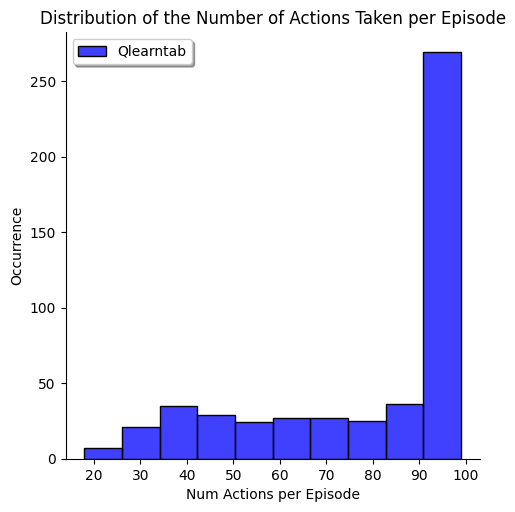 Distribution of the Number of Actions Taken per Episode
Qlearntab
250
200
150
100
50
0
Occurrence
20 30 40 50 60 70 80 90 100
Num Actions per Episode